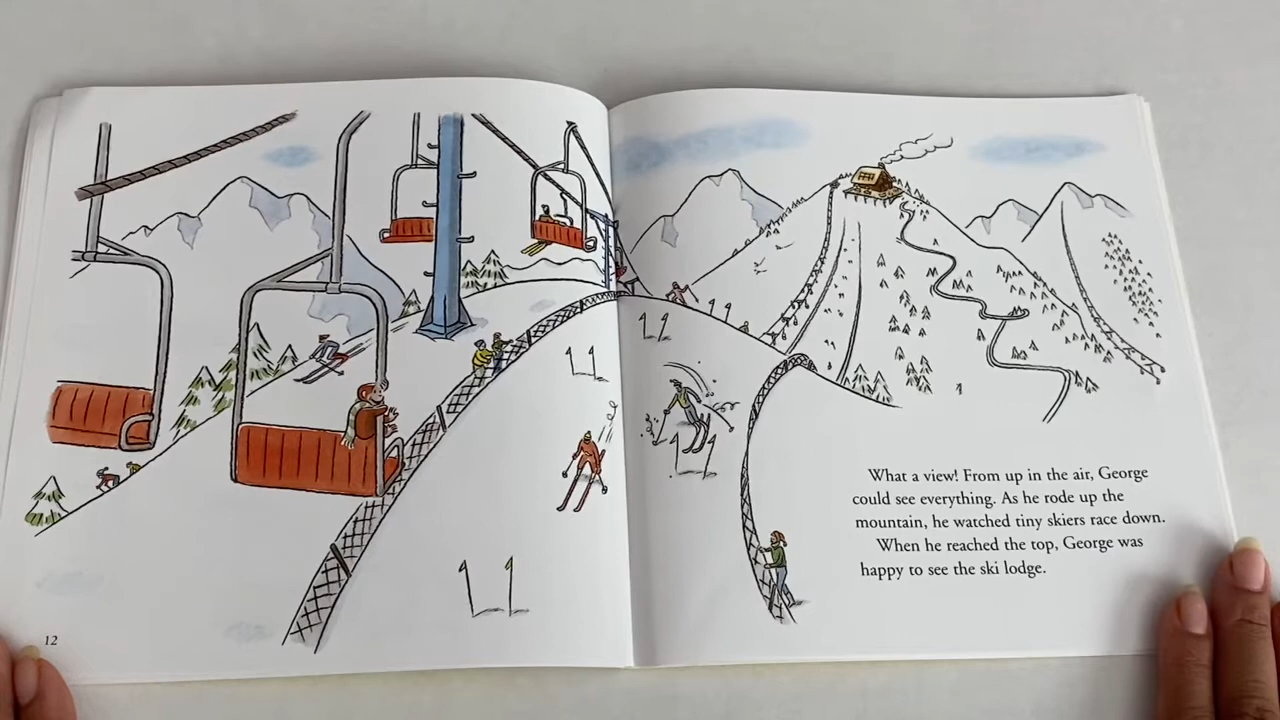 What a view! From up in the air, George
could see everything. As he rode up the
mountain, he watched tiny skiers race down.
When he reached the top, George was
happy to see the ski lodge.
12